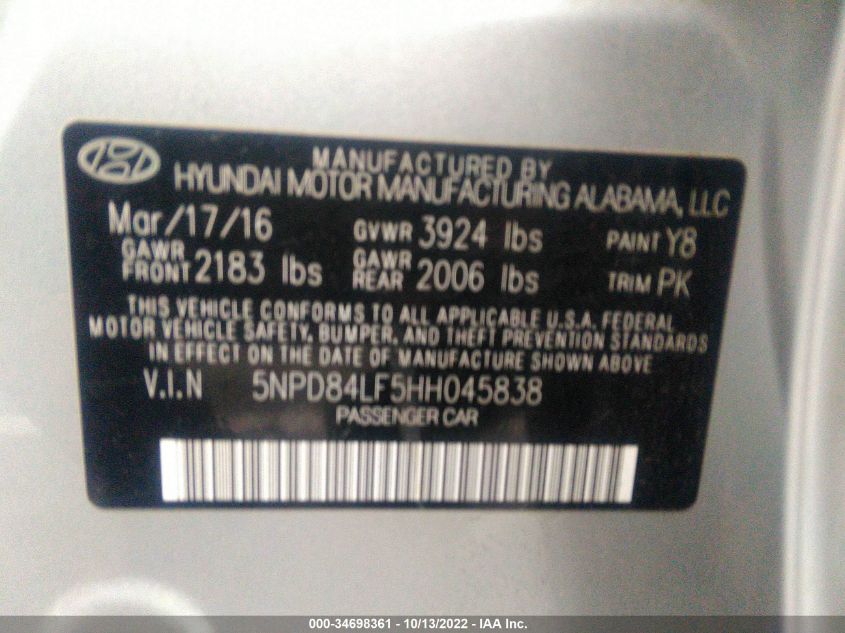 MANUFACTURED BY
HYUNDAI MOTOR MANUFACTURING ALABAMA, LLC
Mar/17/16 GVWR 3924 lbs PAINT Y8
GAWR FRONT 2183 lbs GAWR REAR 2006 lbs TRIM PK
THIS VEHICLE CONFORMS TO ALL APPLICABLE U.S.A. FEDERAL
MOTOR VEHICLE SAFETY, BUMPER, AND THEFT PREVENTION STANDARDS
IN EFFECT ON THE DATE OF MANUFACTURE SHOWN ABOVE
V.I.N 5NPD84LF5HH045838
PASSENGER CAR
000-34698361 - 10/13/2022 - IAA Inc.